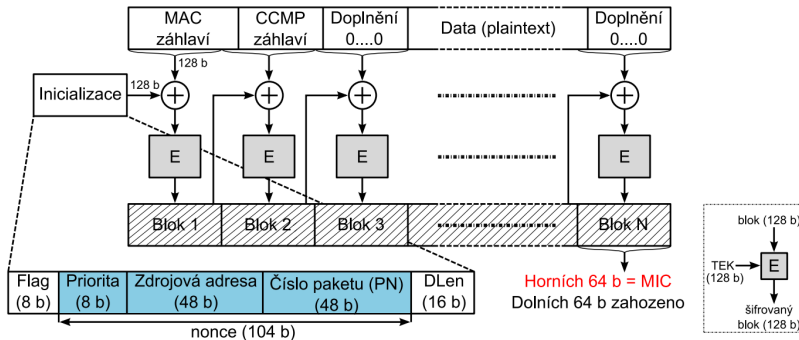 MAC
záhlaví
CCMP
záhlaví
Doplnění
0....0
Data (plaintext)
Doplnění
0....0
128 b
Inicializace
128 b
E
E
E
E
Blok 1
Blok 2
Blok 3
Blok N
Flag
(8 b)
Priorita
(8 b)
Zdrojová adresa
(48 b)
Číslo paketu (PN)
(48 b)
DLen
(16 b)
nonce (104 b)
Horních 64 b = MIC
Dolních 64 b zahozeno
blok (128 b)
TEK
(128 b)
E
šifrovaný
blok (128 b)